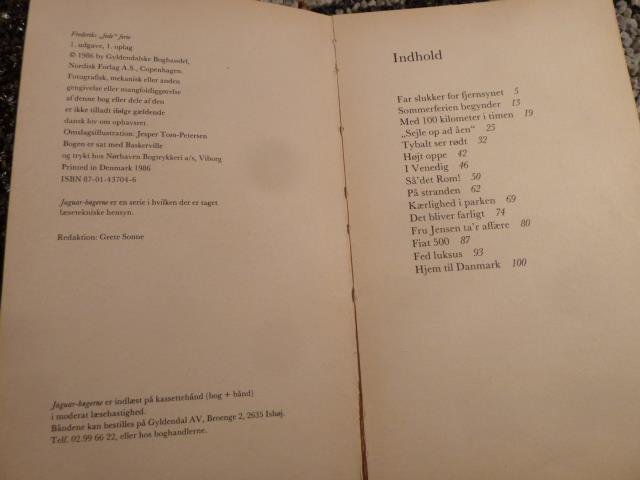 Frederiks „fede" ferie
1. udgave, 1. oplag
© 1986 by Gyldendalske Boghandel,
Nordisk Forlag A.S., Copenhagen.
Fotografisk, mekanisk eller anden
gengivelse eller mangfoldiggørelse
af denne bog eller dele af den
er ikke tilladt ifølge gældende
dansk lov om ophavsret.
Omslagsillustration: Jesper Tom-Petersen
Bogen er sat med Baskerville
og trykt hos Nørhaven Bogtrykkeri a/s, Viborg
Printed in Denmark 1986
ISBN 87-01-43704-6
Jaguar-bøgerne er en serie i hvilken der er taget
læsetekniske hensyn.
Redaktion: Grete Sonne
Jaguar-bøgerne er indlæst på kassettebånd (bog + bånd)
i moderat læsehastighed.
Båndene kan bestilles på Gyldendal AV, Broenge 2, 2635 Ishøj.
Telf. 02.99 66 22, eller hos boghandlerne.
Indhold
Far slukker for fjernsynet 5
Sommerferien begynder 13
Med 100 kilometer i timen 19
„Sejle op ad åen" 25
Tybalt ser rødt 32
Højt oppe 42
I Venedig 46
Så'det Rom! 50
På stranden 62
Kærlighed i parken 69
Det bliver farligt 74
Fru Jensen ta'r affære 80
Fiat 500 87
Fed luksus 93
Hjem til Danmark 100